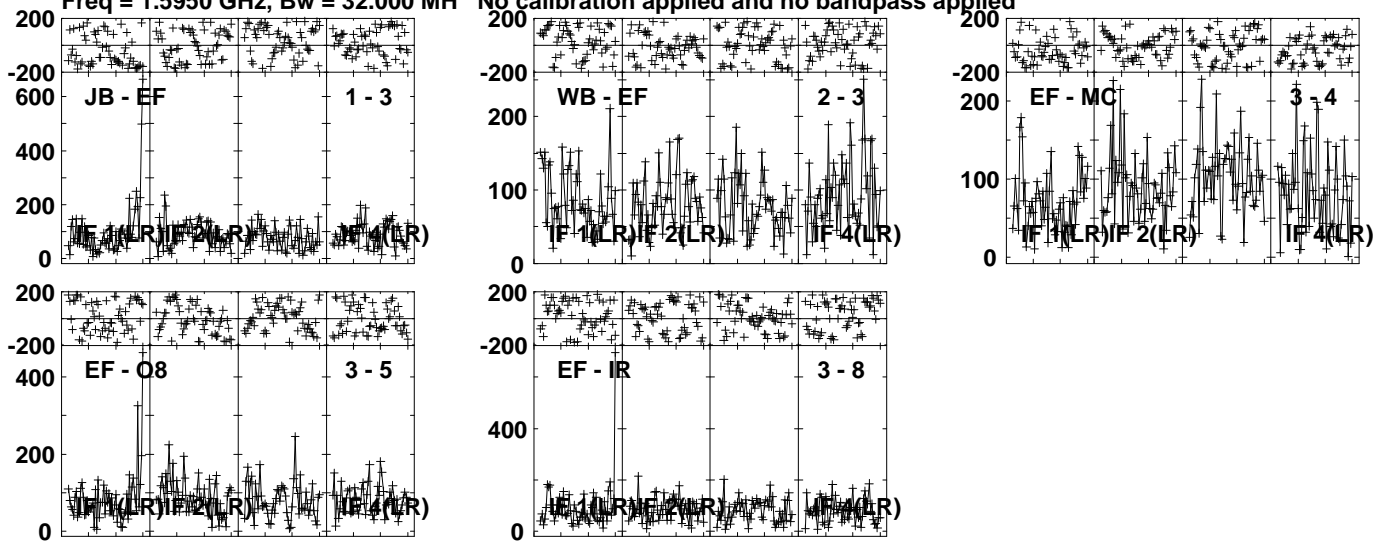 Freq = 1.5950 GHz, Bw = 32.000 MH No calibration applied and no bandpass applied
200
-200
600
400
200
0
JB - EF 1 - 3
IF 1(LR) IF 2(LR) IF 4(LR)
200
-200
200
100
0
WB - EF 2 - 3
IF 1(LR) IF 2(LR) IF 4(LR)
200
-200
200
100
0
EF - MC 3 - 4
IF 1(LR) IF 2(LR) IF 4(LR)
200
-200
400
200
0
EF - O8 3 - 5
IF 1(LR) IF 2(LR) IF 4(LR)
200
-200
400
0
EF - IR 3 - 8
IF 1(LR) IF 2(LR) IF 4(LR)